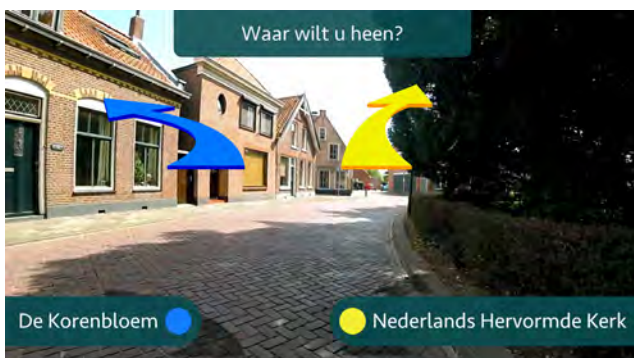 Waar wilt u heen?
De Korenbloem
Nederlands Hervormde Kerk